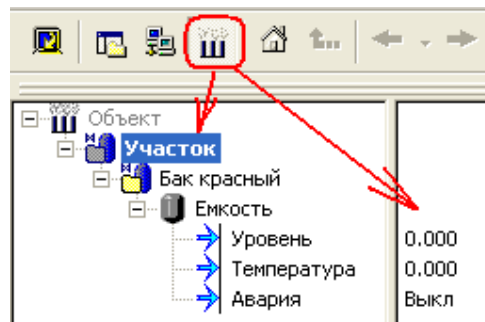 Объект
Участок
Бак красный
Емкость
Уровень 0.000
Температура 0.000
Авария Выкл